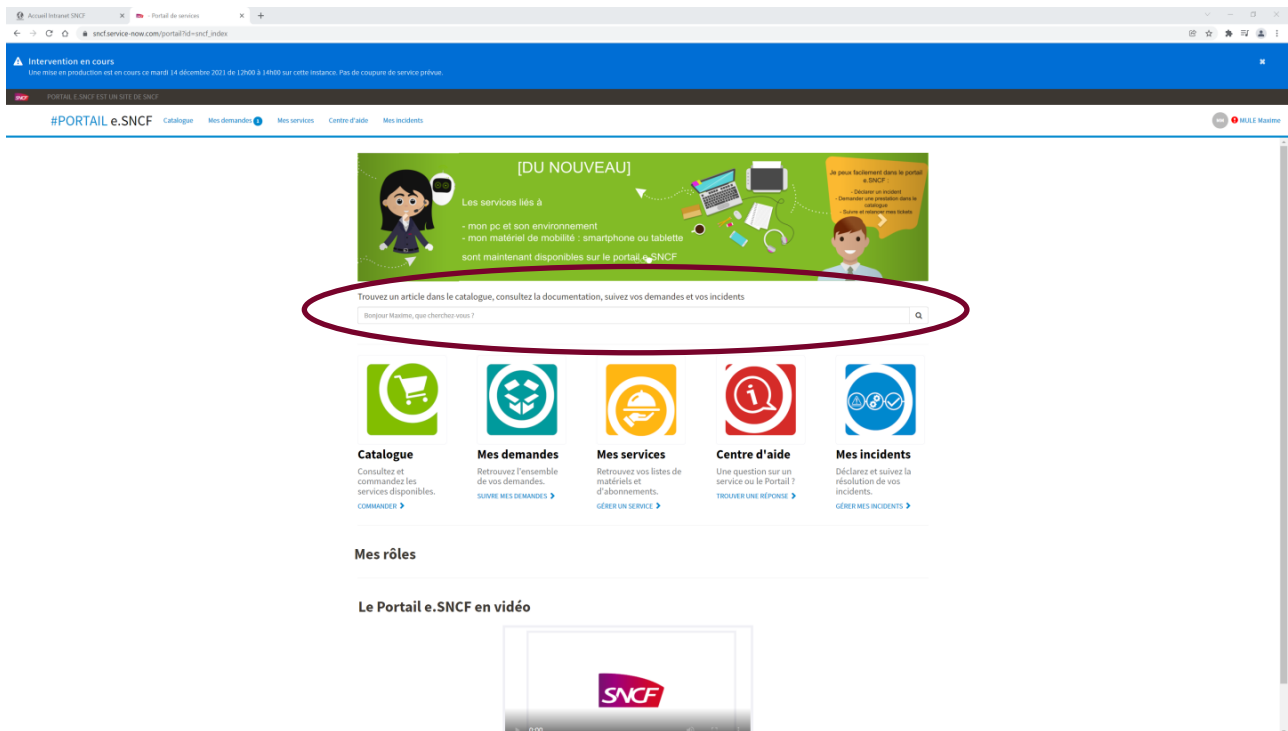 Accueil Intranet SNCF
- Portail de services
sncf.service-now.com/portail?id=sncf_index
Intervention en cours
Une mise en production est en cours ce mardi 14 décembre 2021 de 12h00 à 14h00 sur cette instance. Pas de coupure de service prévue.
SNCF
PORTAIL E.SNCF EST UN SITE DE SNCF
#PORTAIL e.SNCF
Catalogue
Mes demandes 1
Mes services
Centre d'aide
Mes incidents
MM
MULE Maxime
[DU NOUVEAU]
Les services liés à
- mon pc et son environnement
- mon matériel de mobilité : smartphone ou tablette
sont maintenant disponibles sur le portail e.SNCF
Je peux facilement dans le portail
e.SNCF :
- Déclarer un incident
- Demander une prestation dans le
catalogue
- Suivre et relancer mes tickets
Trouvez un article dans le catalogue, consultez la documentation, suivez vos demandes et vos incidents
Bonjour Maxime, que cherchez-vous ?
Catalogue
Consultez et
commandez les
services disponibles.
COMMANDER
Mes demandes
Retrouvez l'ensemble
de vos demandes.
SUIVRE MES DEMANDES
Mes services
Retrouvez vos listes de
matériels et
d'abonnements.
GÉRER UN SERVICE
Centre d'aide
Une question sur un
service ou le Portail ?
TROUVER UNE RÉPONSE
Mes incidents
Déclarez et suivez la
résolution de vos
incidents.
GÉRER MES INCIDENTS
Mes rôles
Le Portail e.SNCF en vidéo
SNCF
0:00